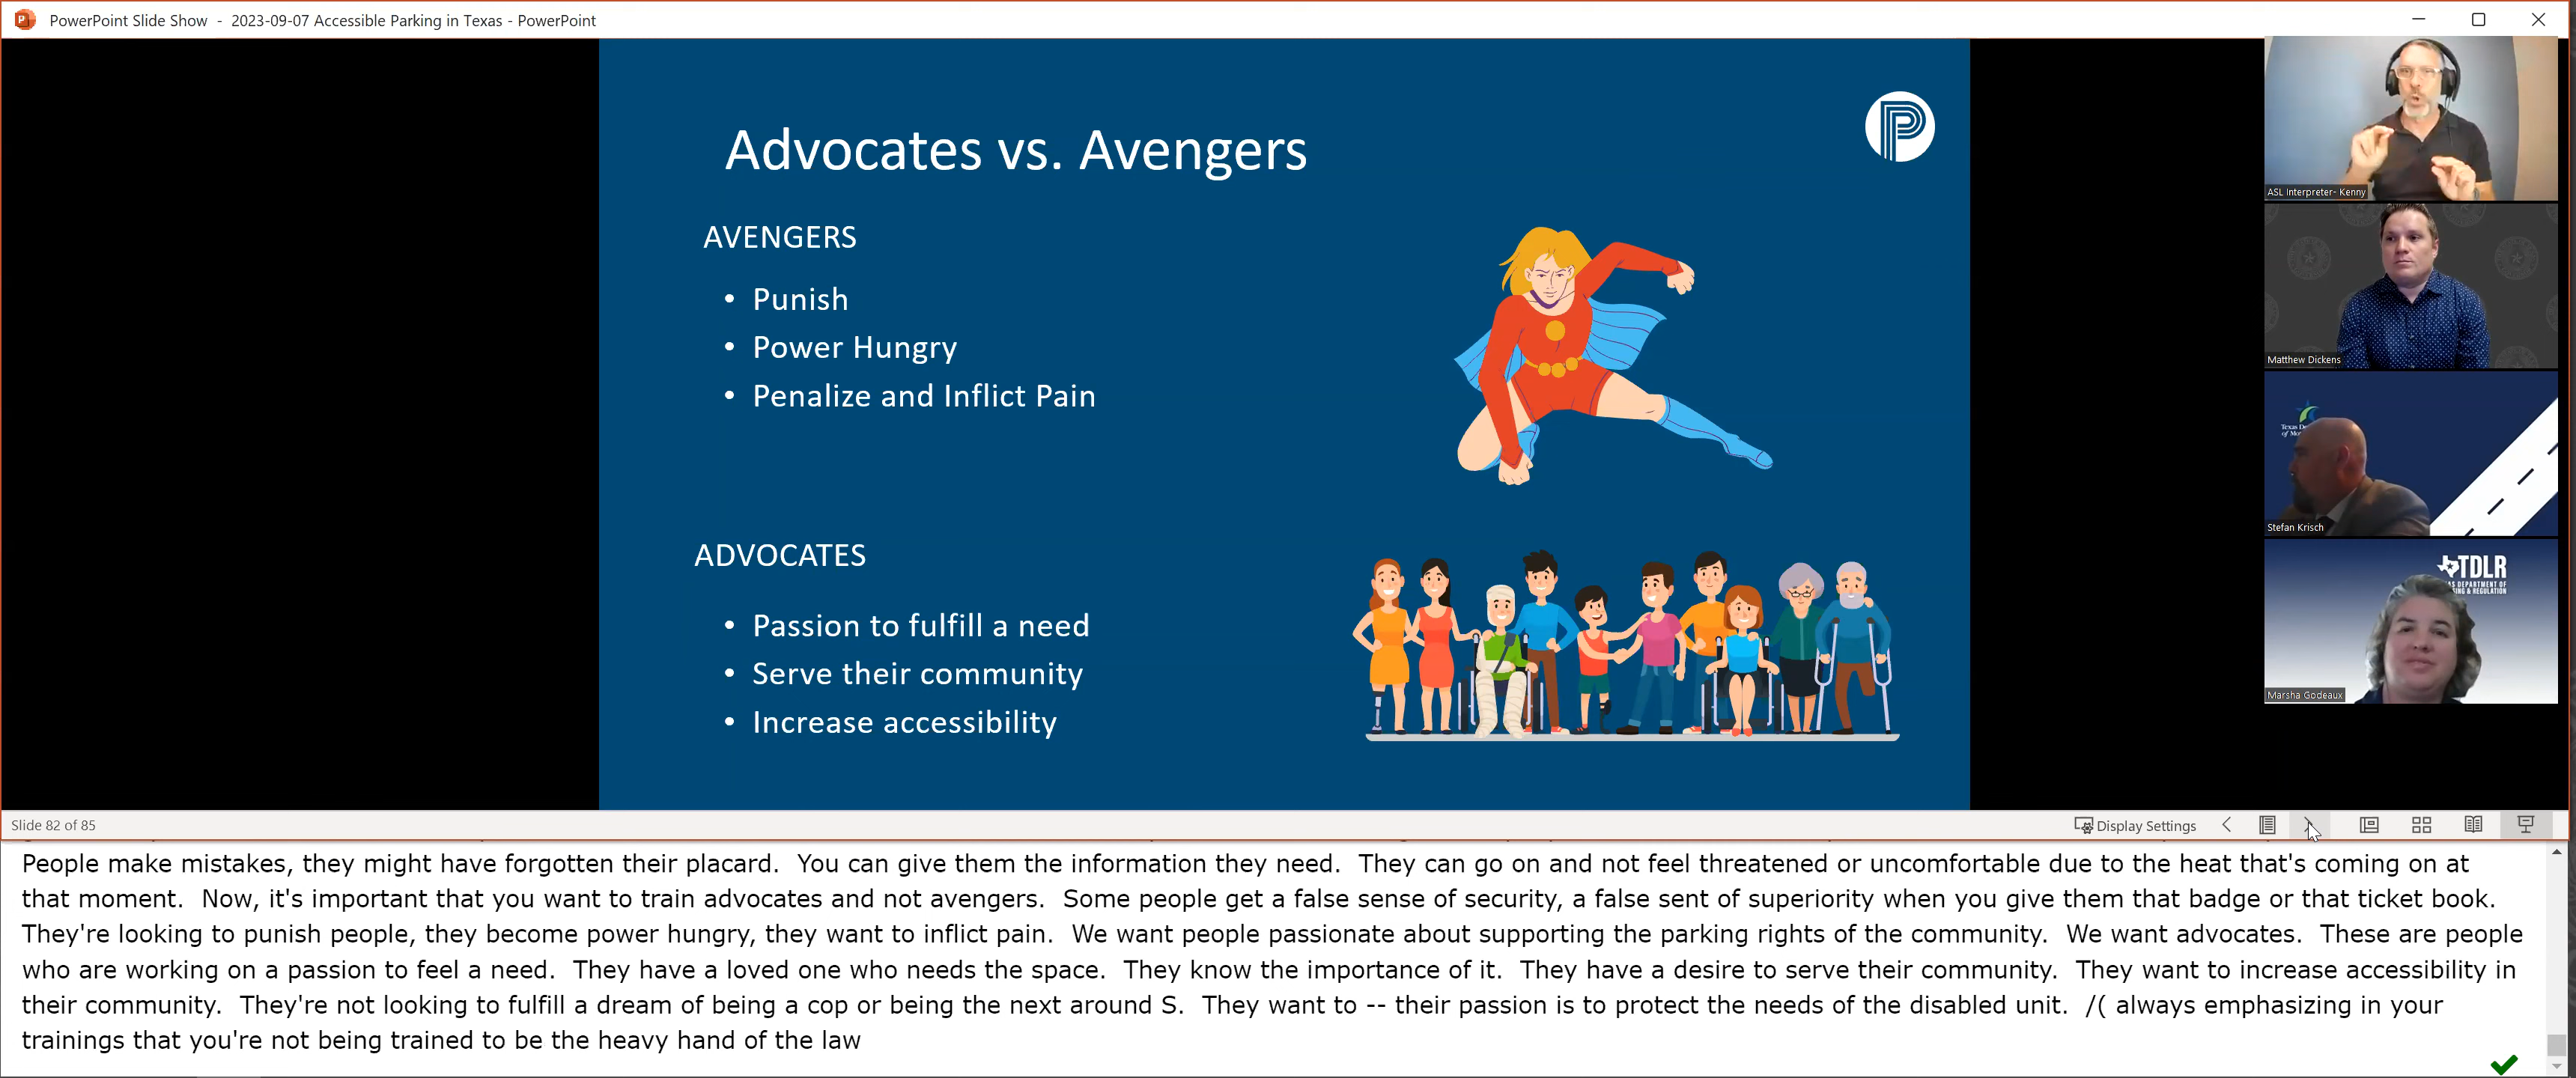 PowerPoint Slide Show - 2023-09-07 Accessible Parking in Texas - PowerPoint
Advocates vs. Avengers
AVENGERS
• Punish
• Power Hungry
• Penalize and Inflict Pain
ADVOCATES
• Passion to fulfill a need
• Serve their community
• Increase accessibility
ASL Interpreter- Kenny
Matthew Dickens
Texas De
of Mo
Stefan Krisch
TDLR
AS DEPARTMENT OF
ING & REGULATION
Marsha Godeaux
Slide 82 of 85
Display Settings
People make mistakes, they might have forgotten their placard. You can give them the information they need. They can go on and not feel threatened or uncomfortable due to the heat that's coming on at
that moment. Now, it's important that you want to train advocates and not avengers. Some people get a false sense of security, a false sent of superiority when you give them that badge or that ticket book.
They're looking to punish people, they become power hungry, they want to inflict pain. We want people passionate about supporting the parking rights of the community. We want advocates. These are people
who are working on a passion to feel a need. They have a loved one who needs the space. They know the importance of it. They have a desire to serve their community. They want to increase accessibility in
their community. They're not looking to fulfill a dream of being a cop or being the next around S. They want to -- their passion is to protect the needs of the disabled unit. /( always emphasizing in your
trainings that you're not being trained to be the heavy hand of the law